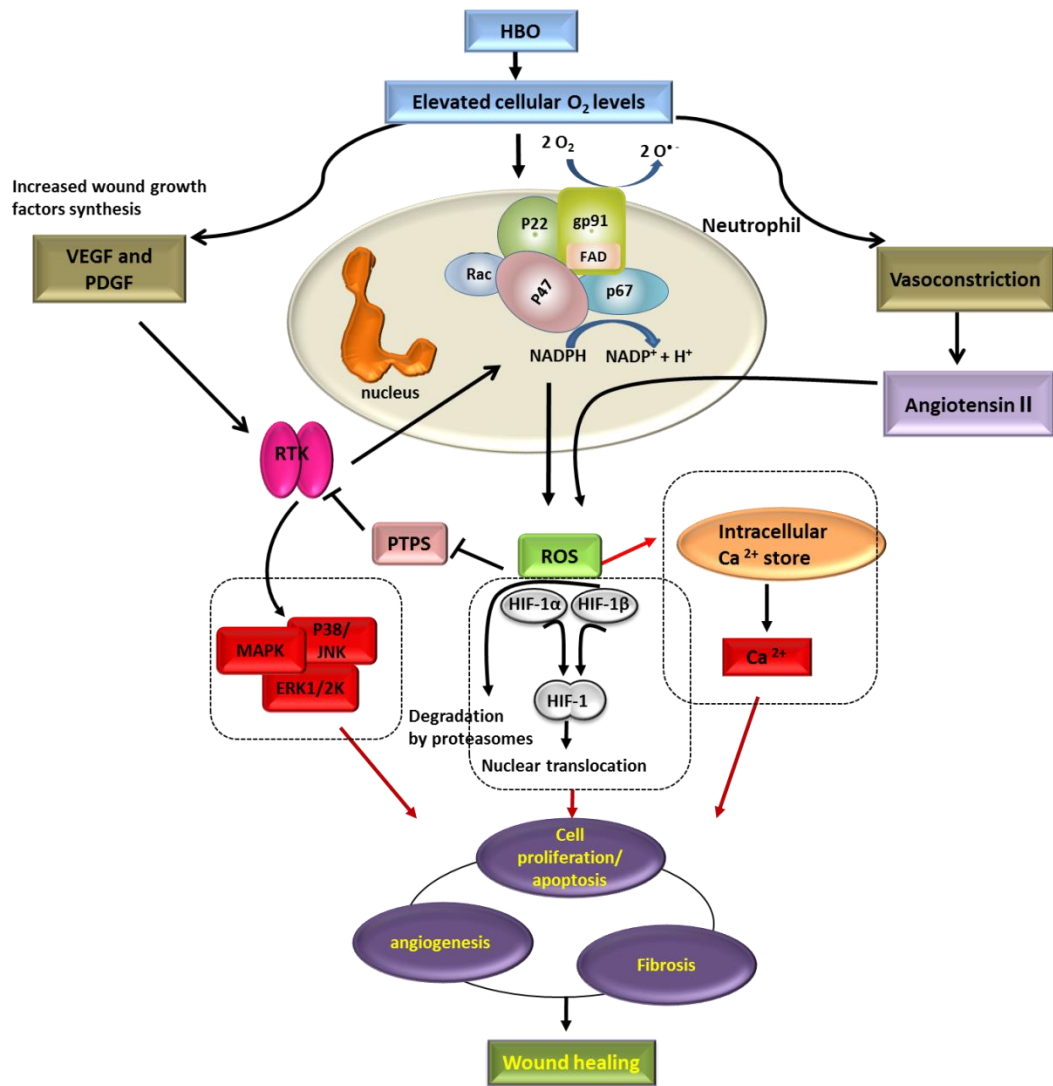 HBO
Elevated cellular O₂ levels
2 O₂
2 O•-
Increased wound growth
factors synthesis
VEGF and
PDGF
Neutrophil
P22
gp91
FAD
Rac
P47
p67
NADPH
NADP⁺ + H⁺
nucleus
Vasoconstriction
Angiotensin II
RTK
PTPS
ROS
Intracellular
Ca ²⁺ store
HIF-1α
HIF-1β
P38/
JNK
MAPK
ERK1/2K
Ca ²⁺
HIF-1
Degradation
by proteasomes
Nuclear translocation
Cell
proliferation/
apoptosis
angiogenesis
Fibrosis
Wound healing